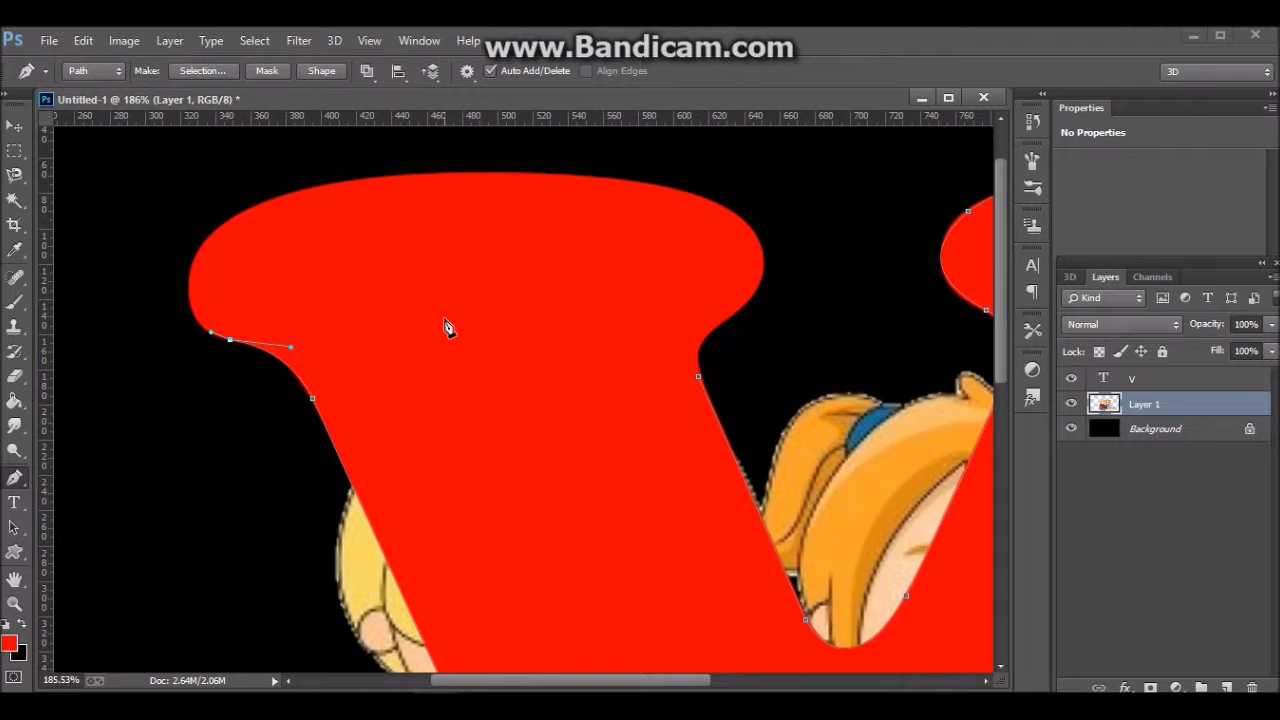 www.Bandicam.com
Ps File Edit Image Layer Type Select Filter 3D View Window Help
Path Make: Selection... Mask Shape Auto Add/Delete Align Edges 3D
Ps Untitled-1 @ 186% (Layer 1, RGB/8) *
260 280 300 320 340 360 380 400 420 440 460 480 500 520 540 560 580 600 620 640 660 680 700 720 740 760
Properties
No Properties
3D Layers Channels
Kind
Normal Opacity: 100%
Lock: Fill: 100%
T V
Layer 1
Background
185.53% Doc: 2.64M/2.06M